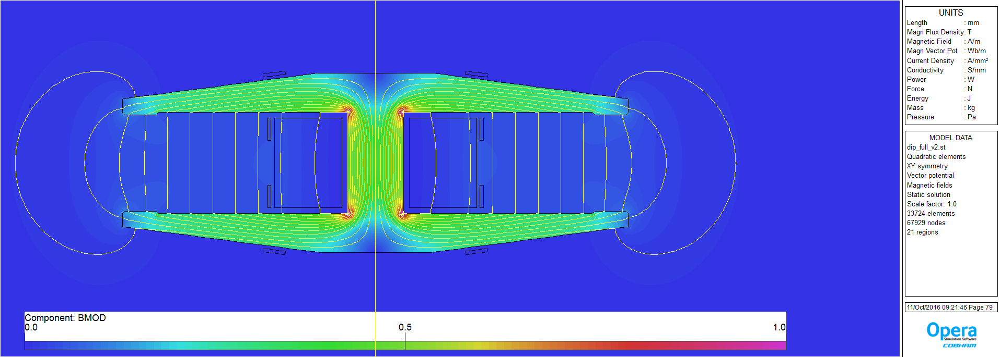 UNITS
Length : mm
Magn Flux Density: T
Magnetic Field : A/m
Magn Vector Pot : Wb/m
Current Density : A/mm²
Conductivity : S/mm
Power : W
Force : N
Energy : J
Mass : kg
Pressure : Pa
MODEL DATA
dip_full_v2.st
Quadratic elements
XY symmetry
Vector potential
Magnetic fields
Static solution
Scale factor: 1.0
33724 elements
67929 nodes
21 regions
Component: BMOD
0.0 0.5 1.0
11/Oct/2016 09:21:46 Page 79
Opera
Simulation Software
COBHAM